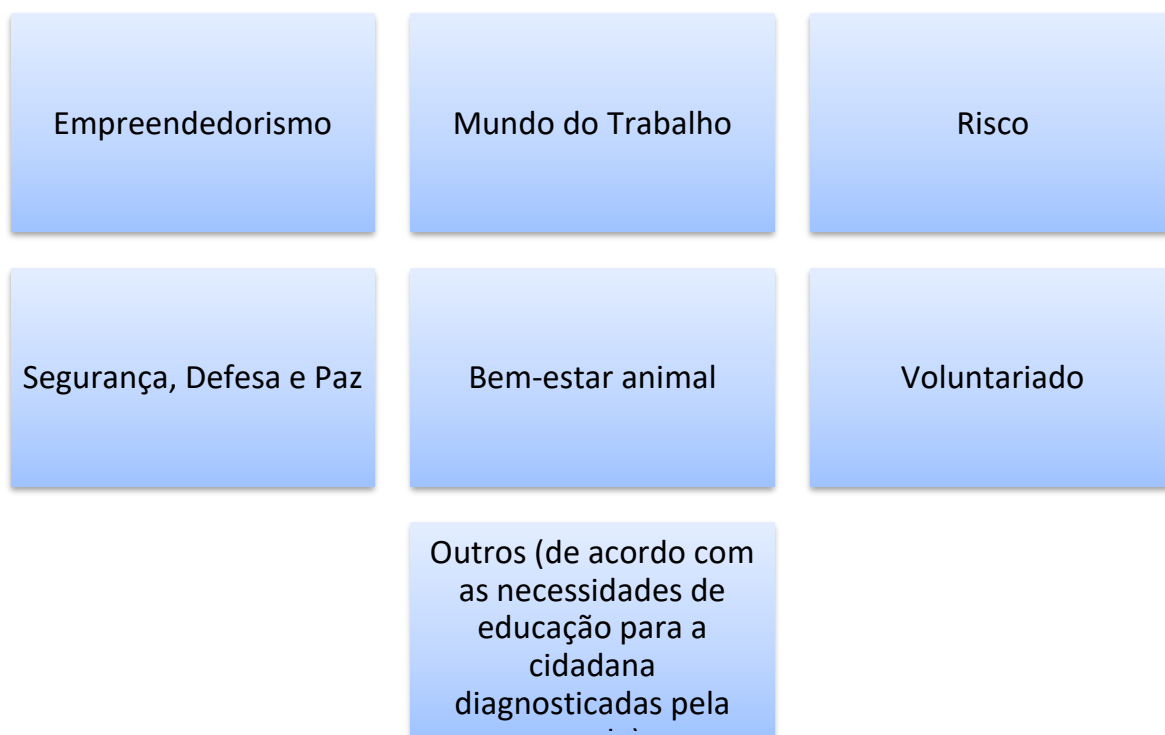 Empreendedorismo
Mundo do Trabalho
Risco
Segurança, Defesa e Paz
Bem-estar animal
Voluntariado
Outros (de acordo com
as necessidades de
educação para a
cidadana
diagnosticadas pela